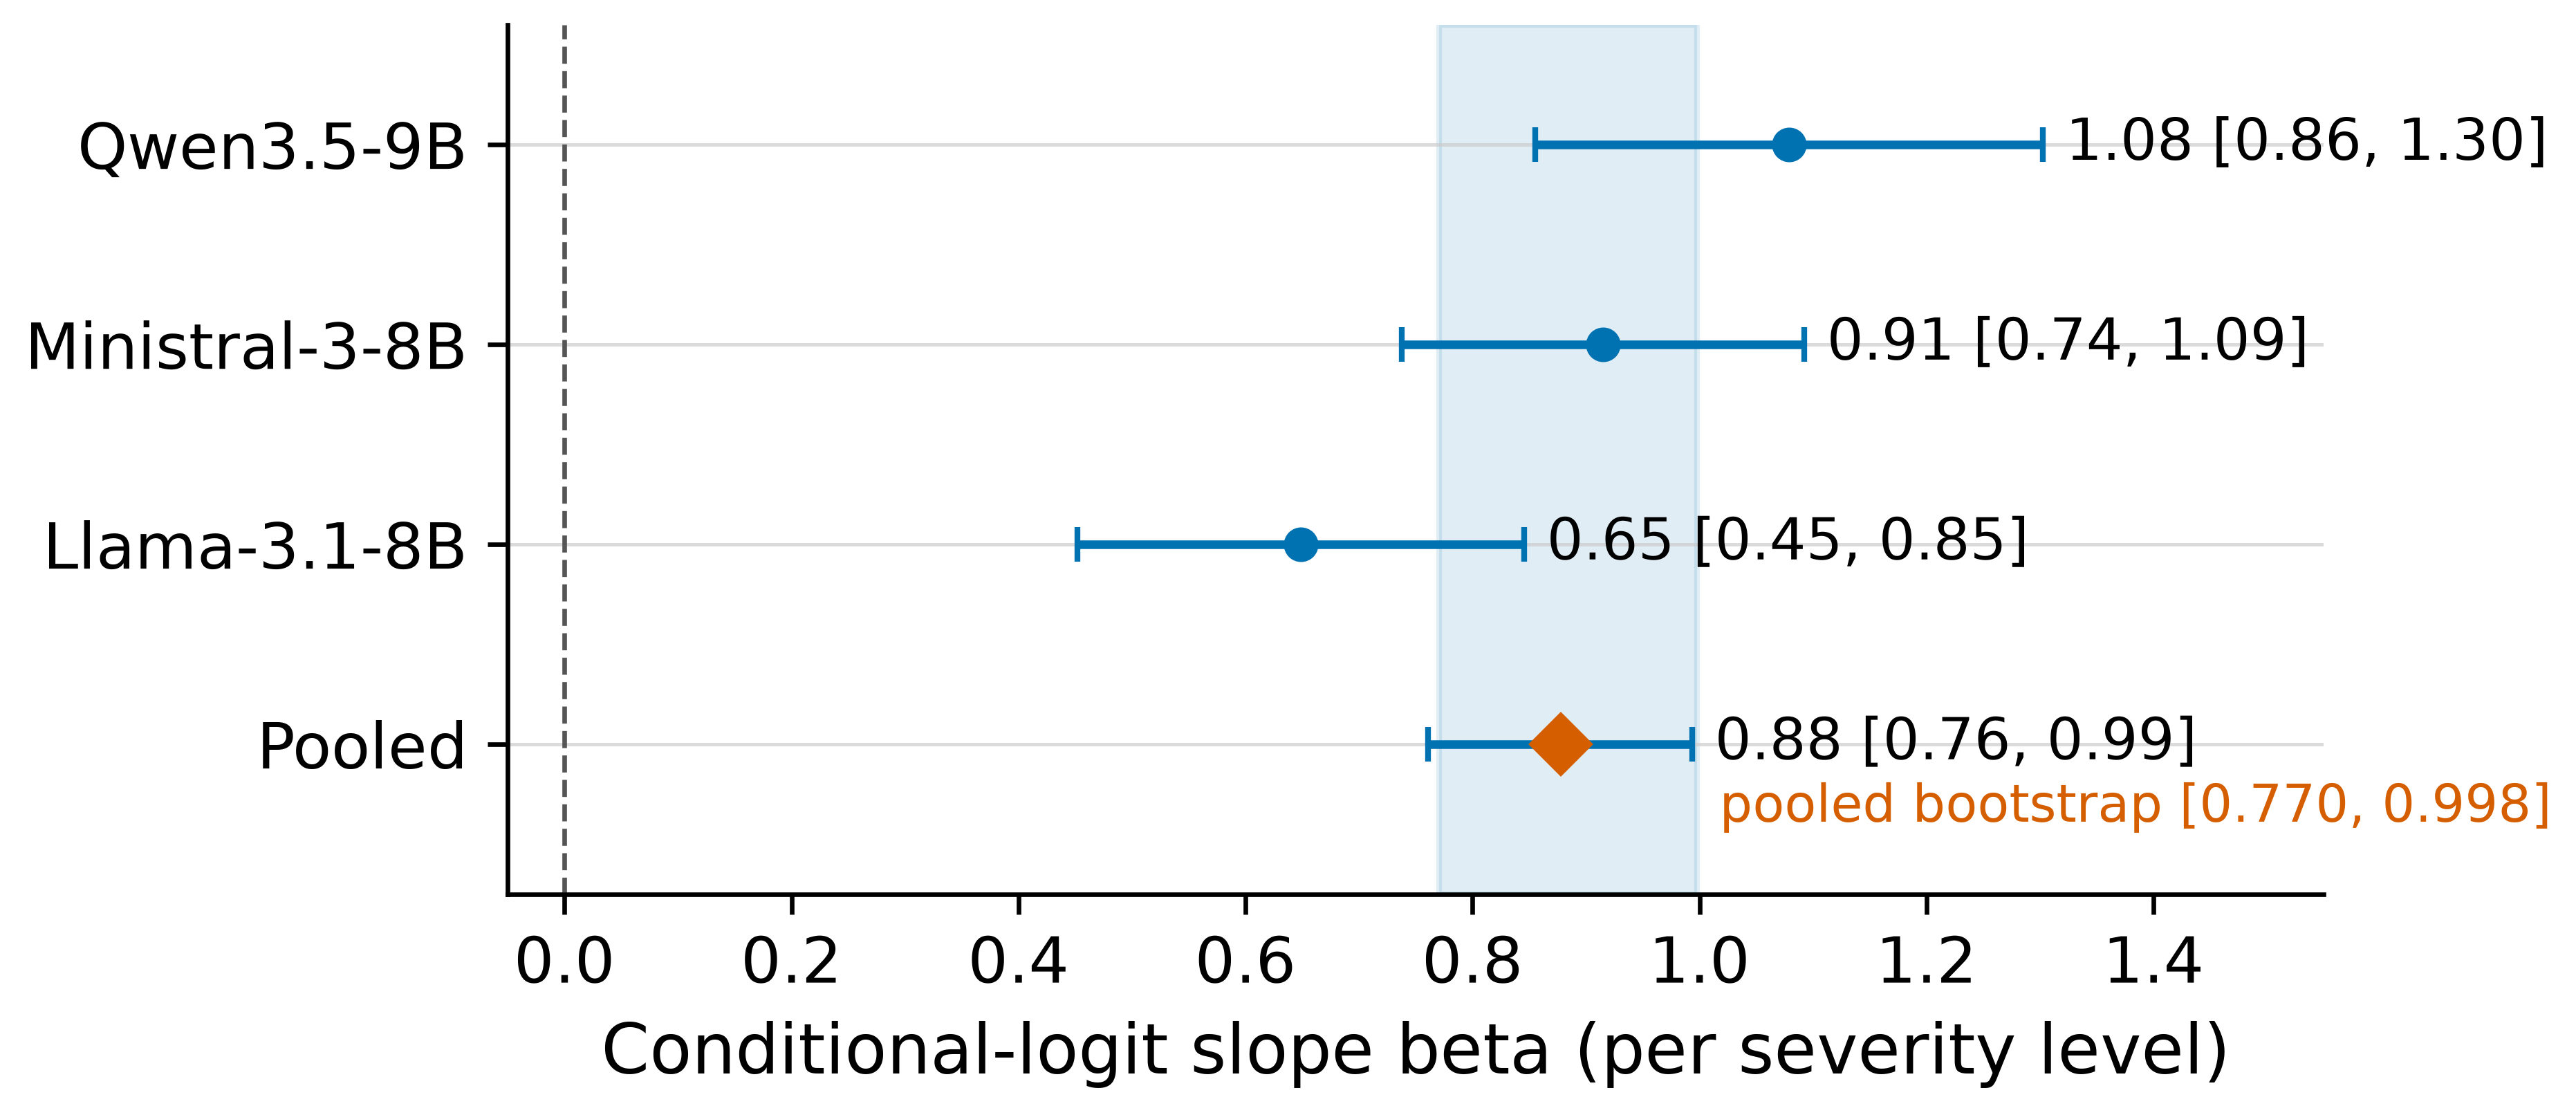 Qwen3.5-9B
1.08 [0.86, 1.30]
Ministral-3-8B
0.91 [0.74, 1.09]
Llama-3.1-8B
0.65 [0.45, 0.85]
Pooled
0.88 [0.76, 0.99]
pooled bootstrap [0.770, 0.998]
0.0 0.2 0.4 0.6 0.8 1.0 1.2 1.4
Conditional-logit slope beta (per severity level)